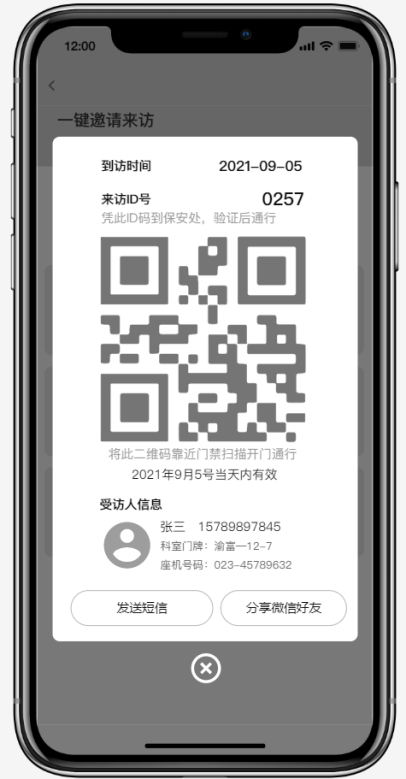 12:00
一键邀请来访
到访时间 2021-09-05
来访ID号 0257
凭此ID码到保安处，验证后通行
将此二维码靠近门禁扫描开门通行
2021年9月5号当天内有效
受访人信息
张三 15789897845
科室门牌：渝富一12-7
座机号码：023-45789632
发送短信 分享微信好友